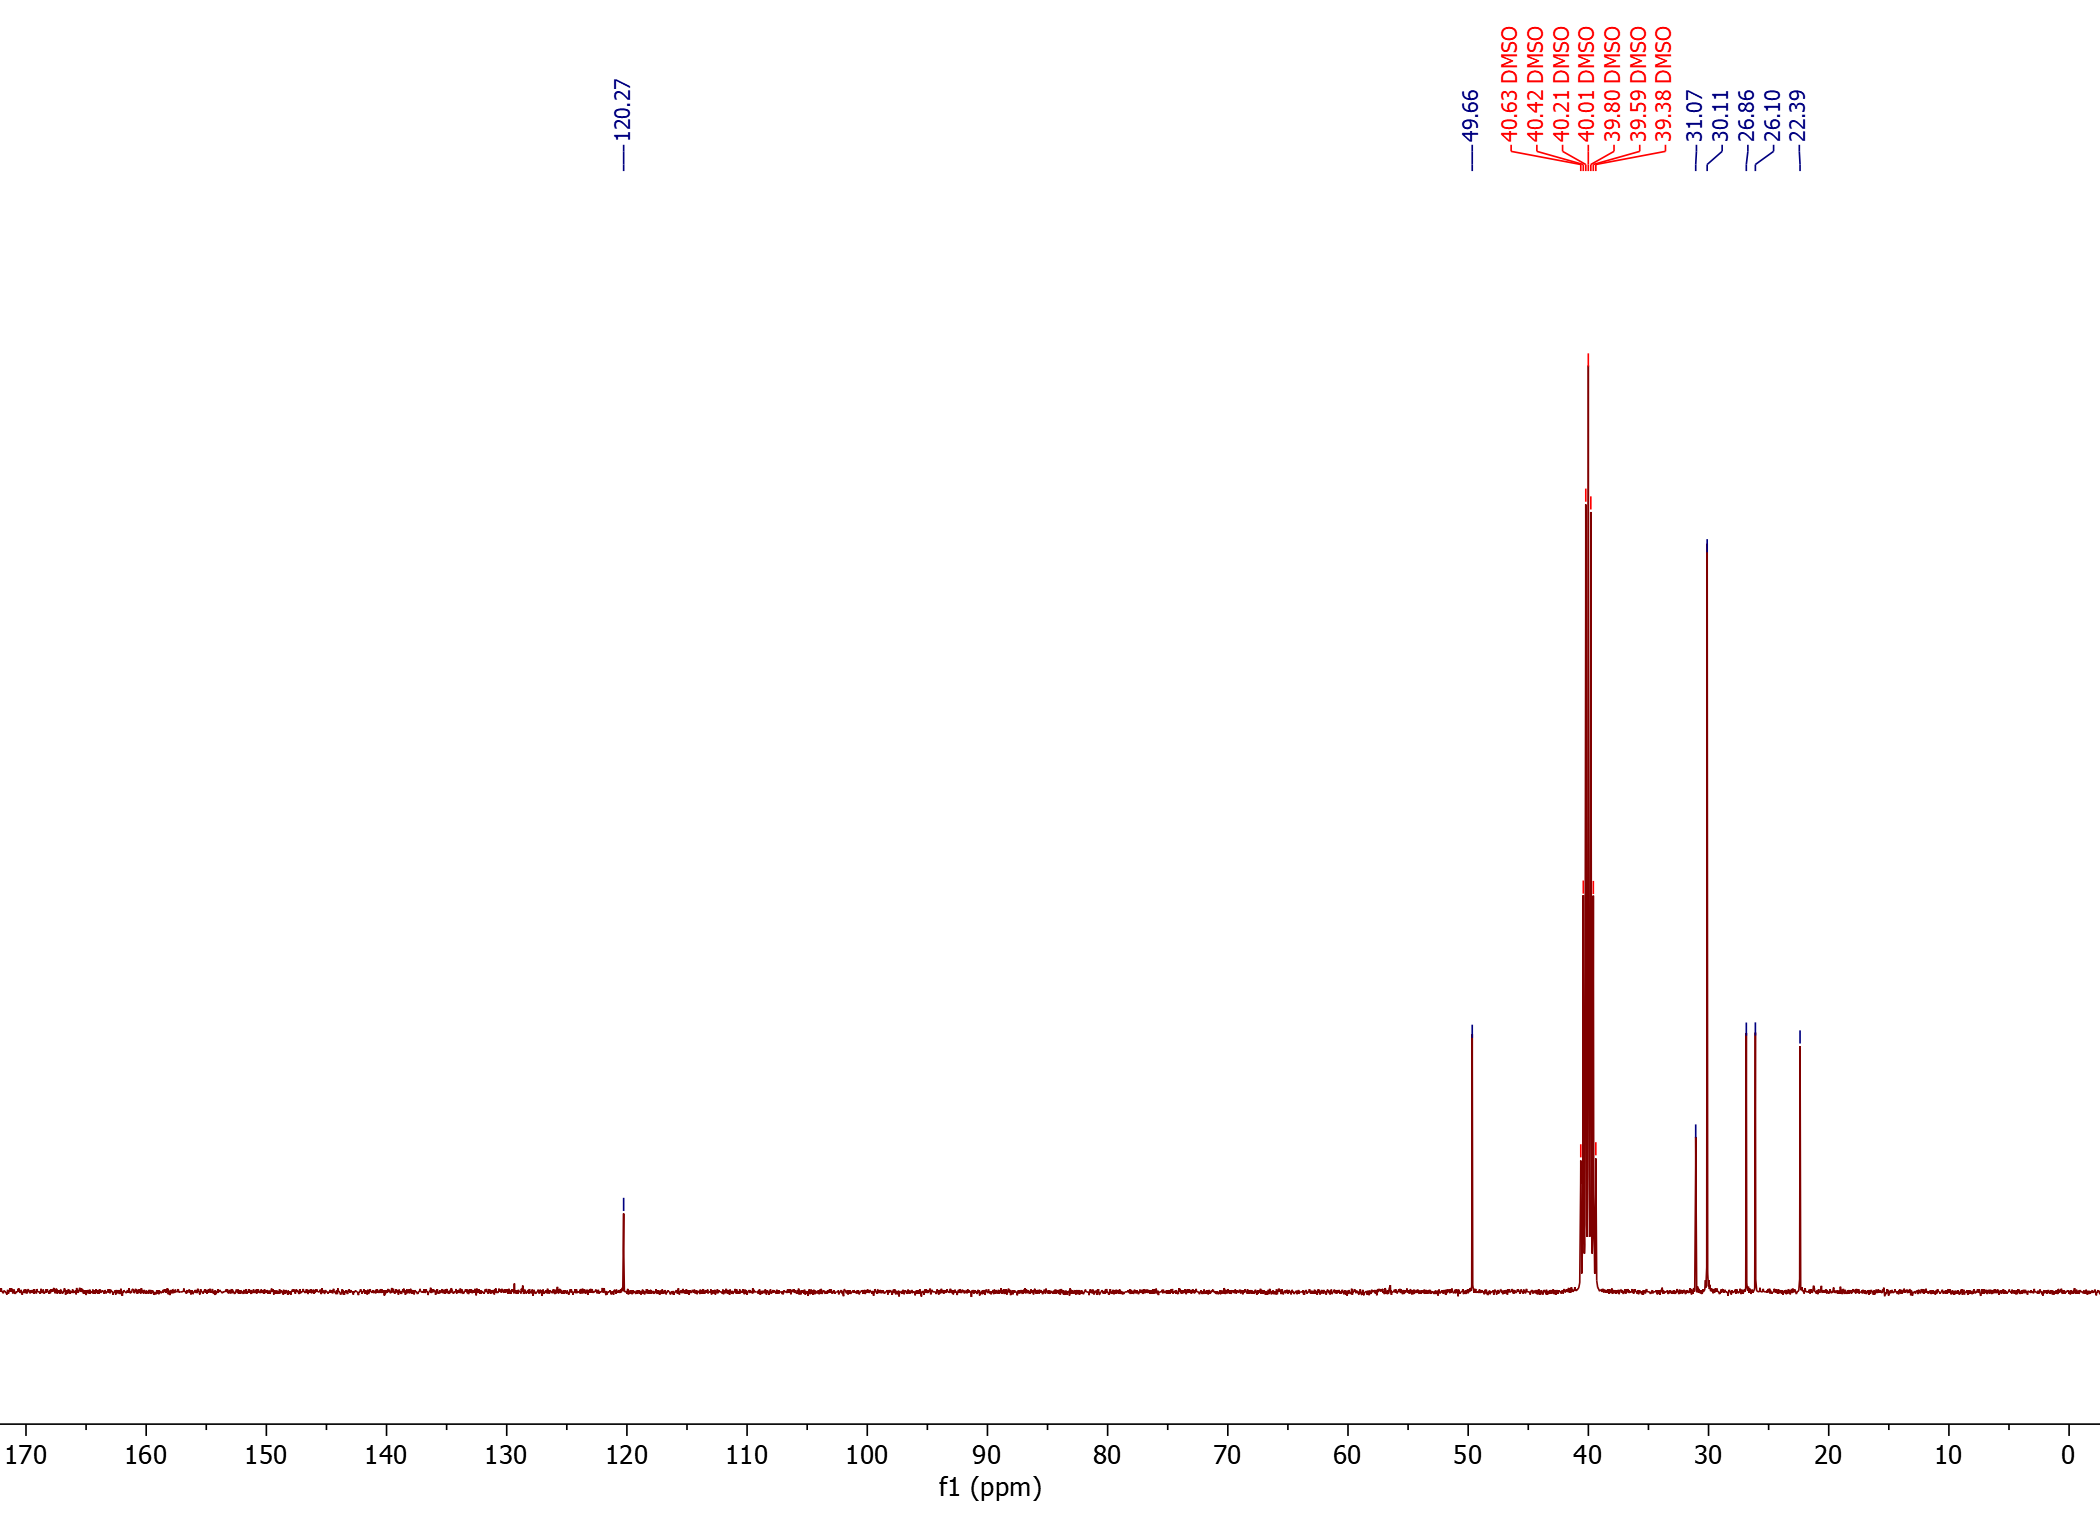 120.27
49.66
40.63 DMSO
40.42 DMSO
40.21 DMSO
40.01 DMSO
39.80 DMSO
39.59 DMSO
39.38 DMSO
31.07
30.11
26.86
26.10
22.39
170 160 150 140 130 120 110 100 90 80 70 60 50 40 30 20 10 0
f1 (ppm)